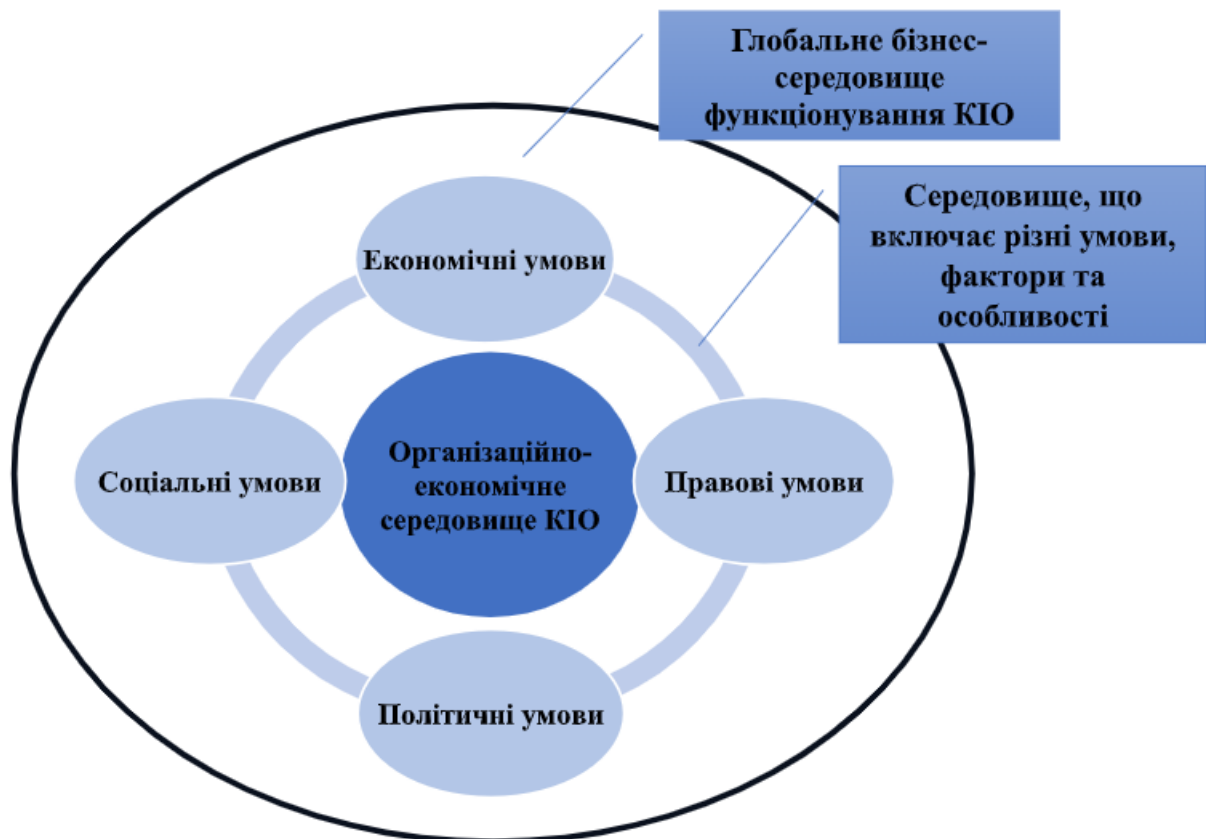 Глобальне бізнес-
середовище
функціонування КІО
Середовище, що
включає різні умови,
фактори та
особливості
Економічні умови
Організаційно-
економічне
середовище КІО
Соціальні умови
Правові умови
Політичні умови